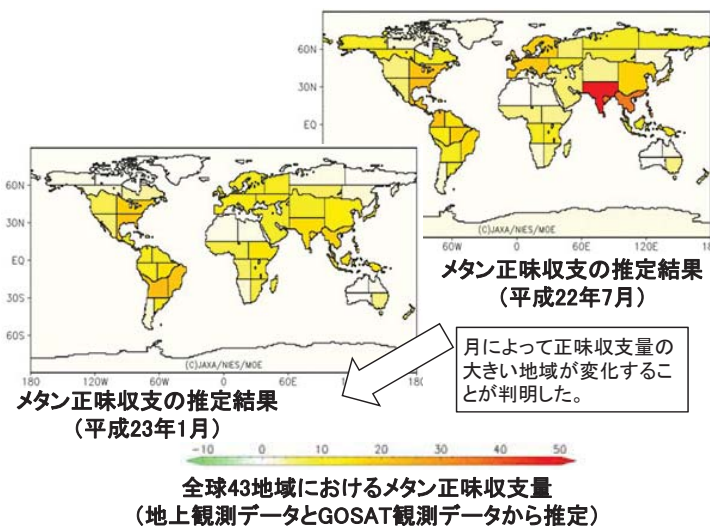 60N
30N
EQ
(C)JAXA/NIES/MOE
60W 0 60E 120E 180
メタン正味収支の推定結果
(平成22年7月)
60N
30N
EQ
30S
60S
(C)JAXA/NIES/MOE
180 120W 60W 0 60E
メタン正味収支の推定結果
(平成23年1月)
月によって正味収支量の
大きい地域が変化するこ
とが判明した。
-10 0 10 20 30 40 50
全球43地域におけるメタン正味収支量
(地上観測データとGOSAT観測データから推定)